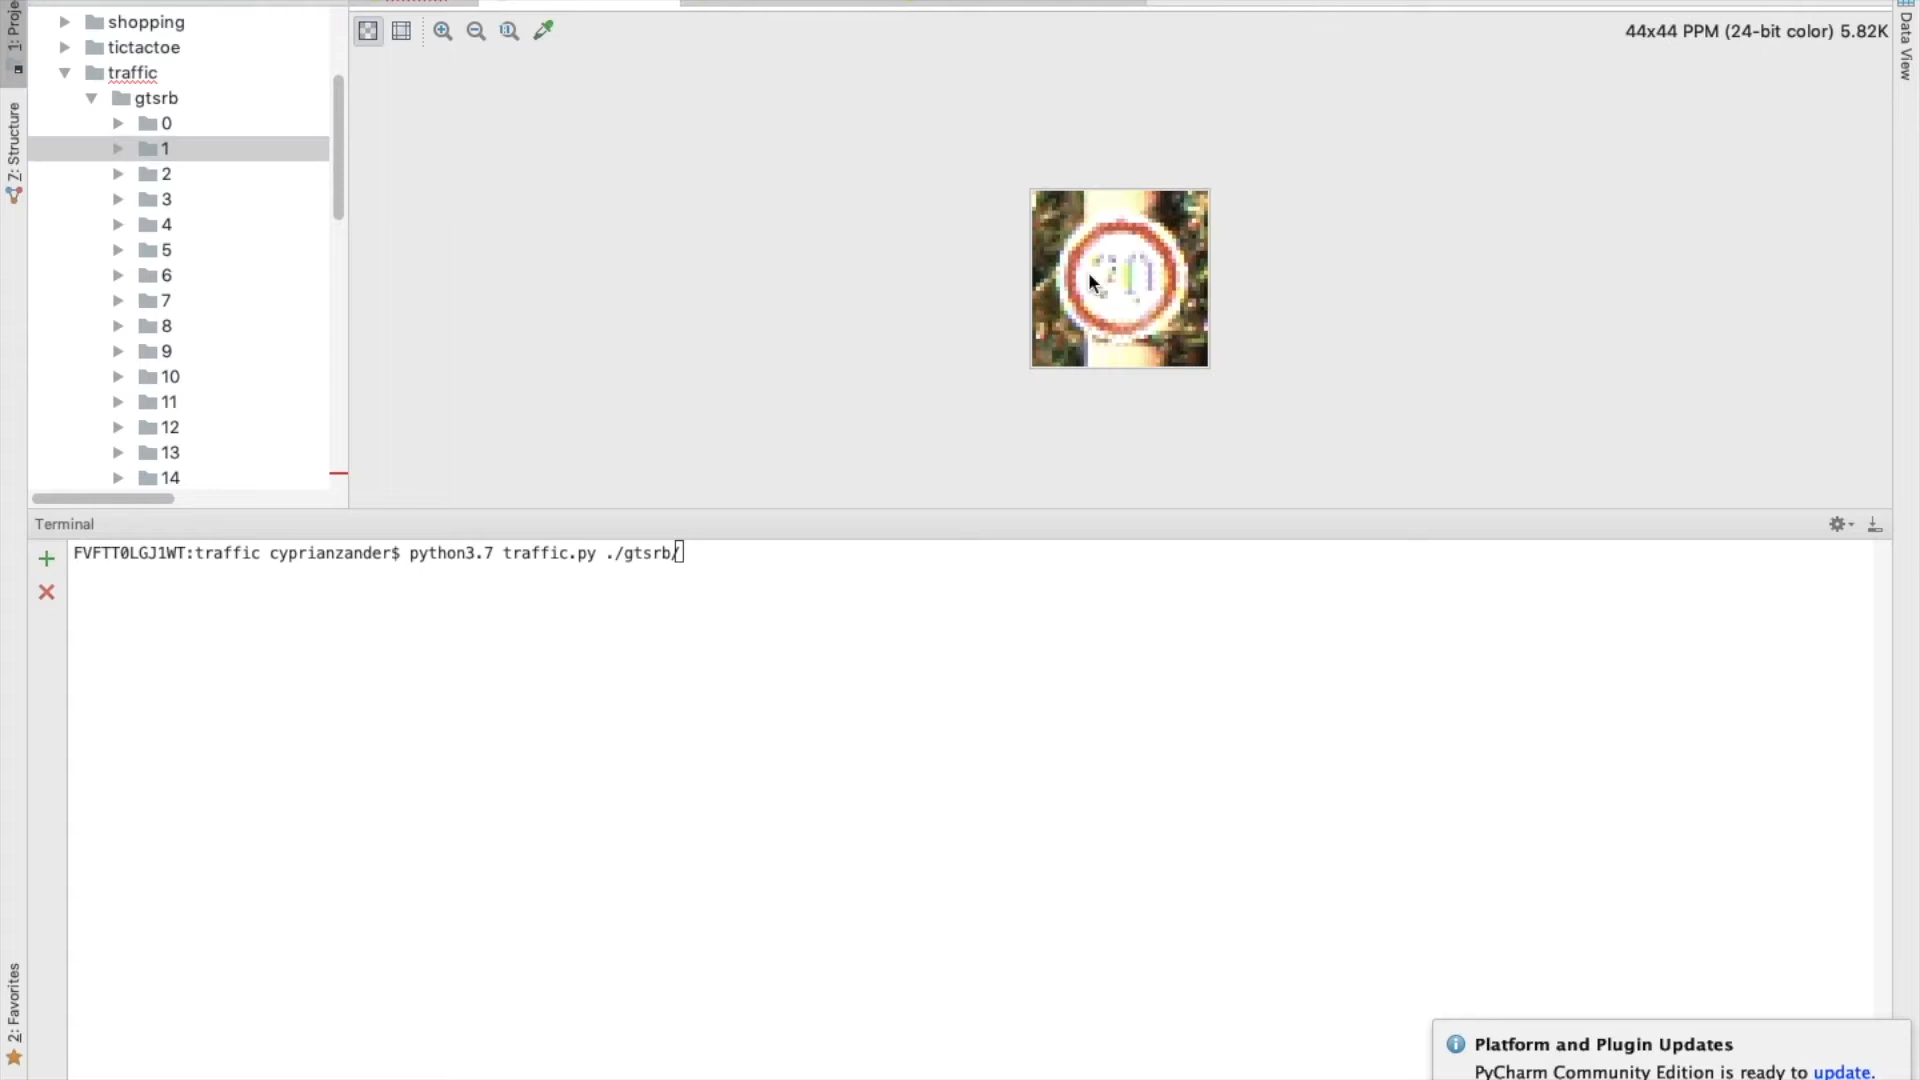 1: Proje
shopping
tictactoe
traffic
gtsrb
0
1
2
3
4
5
6
7
8
9
10
11
12
13
14
44x44 PPM (24-bit color) 5.82K
Data View
Z: Structure
Terminal
FVFTT0LGJ1WT:traffic cyprianzander$ python3.7 traffic.py ./gtsrb/
2: Favorites
Platform and Plugin Updates
PyCharm Community Edition is ready to update.